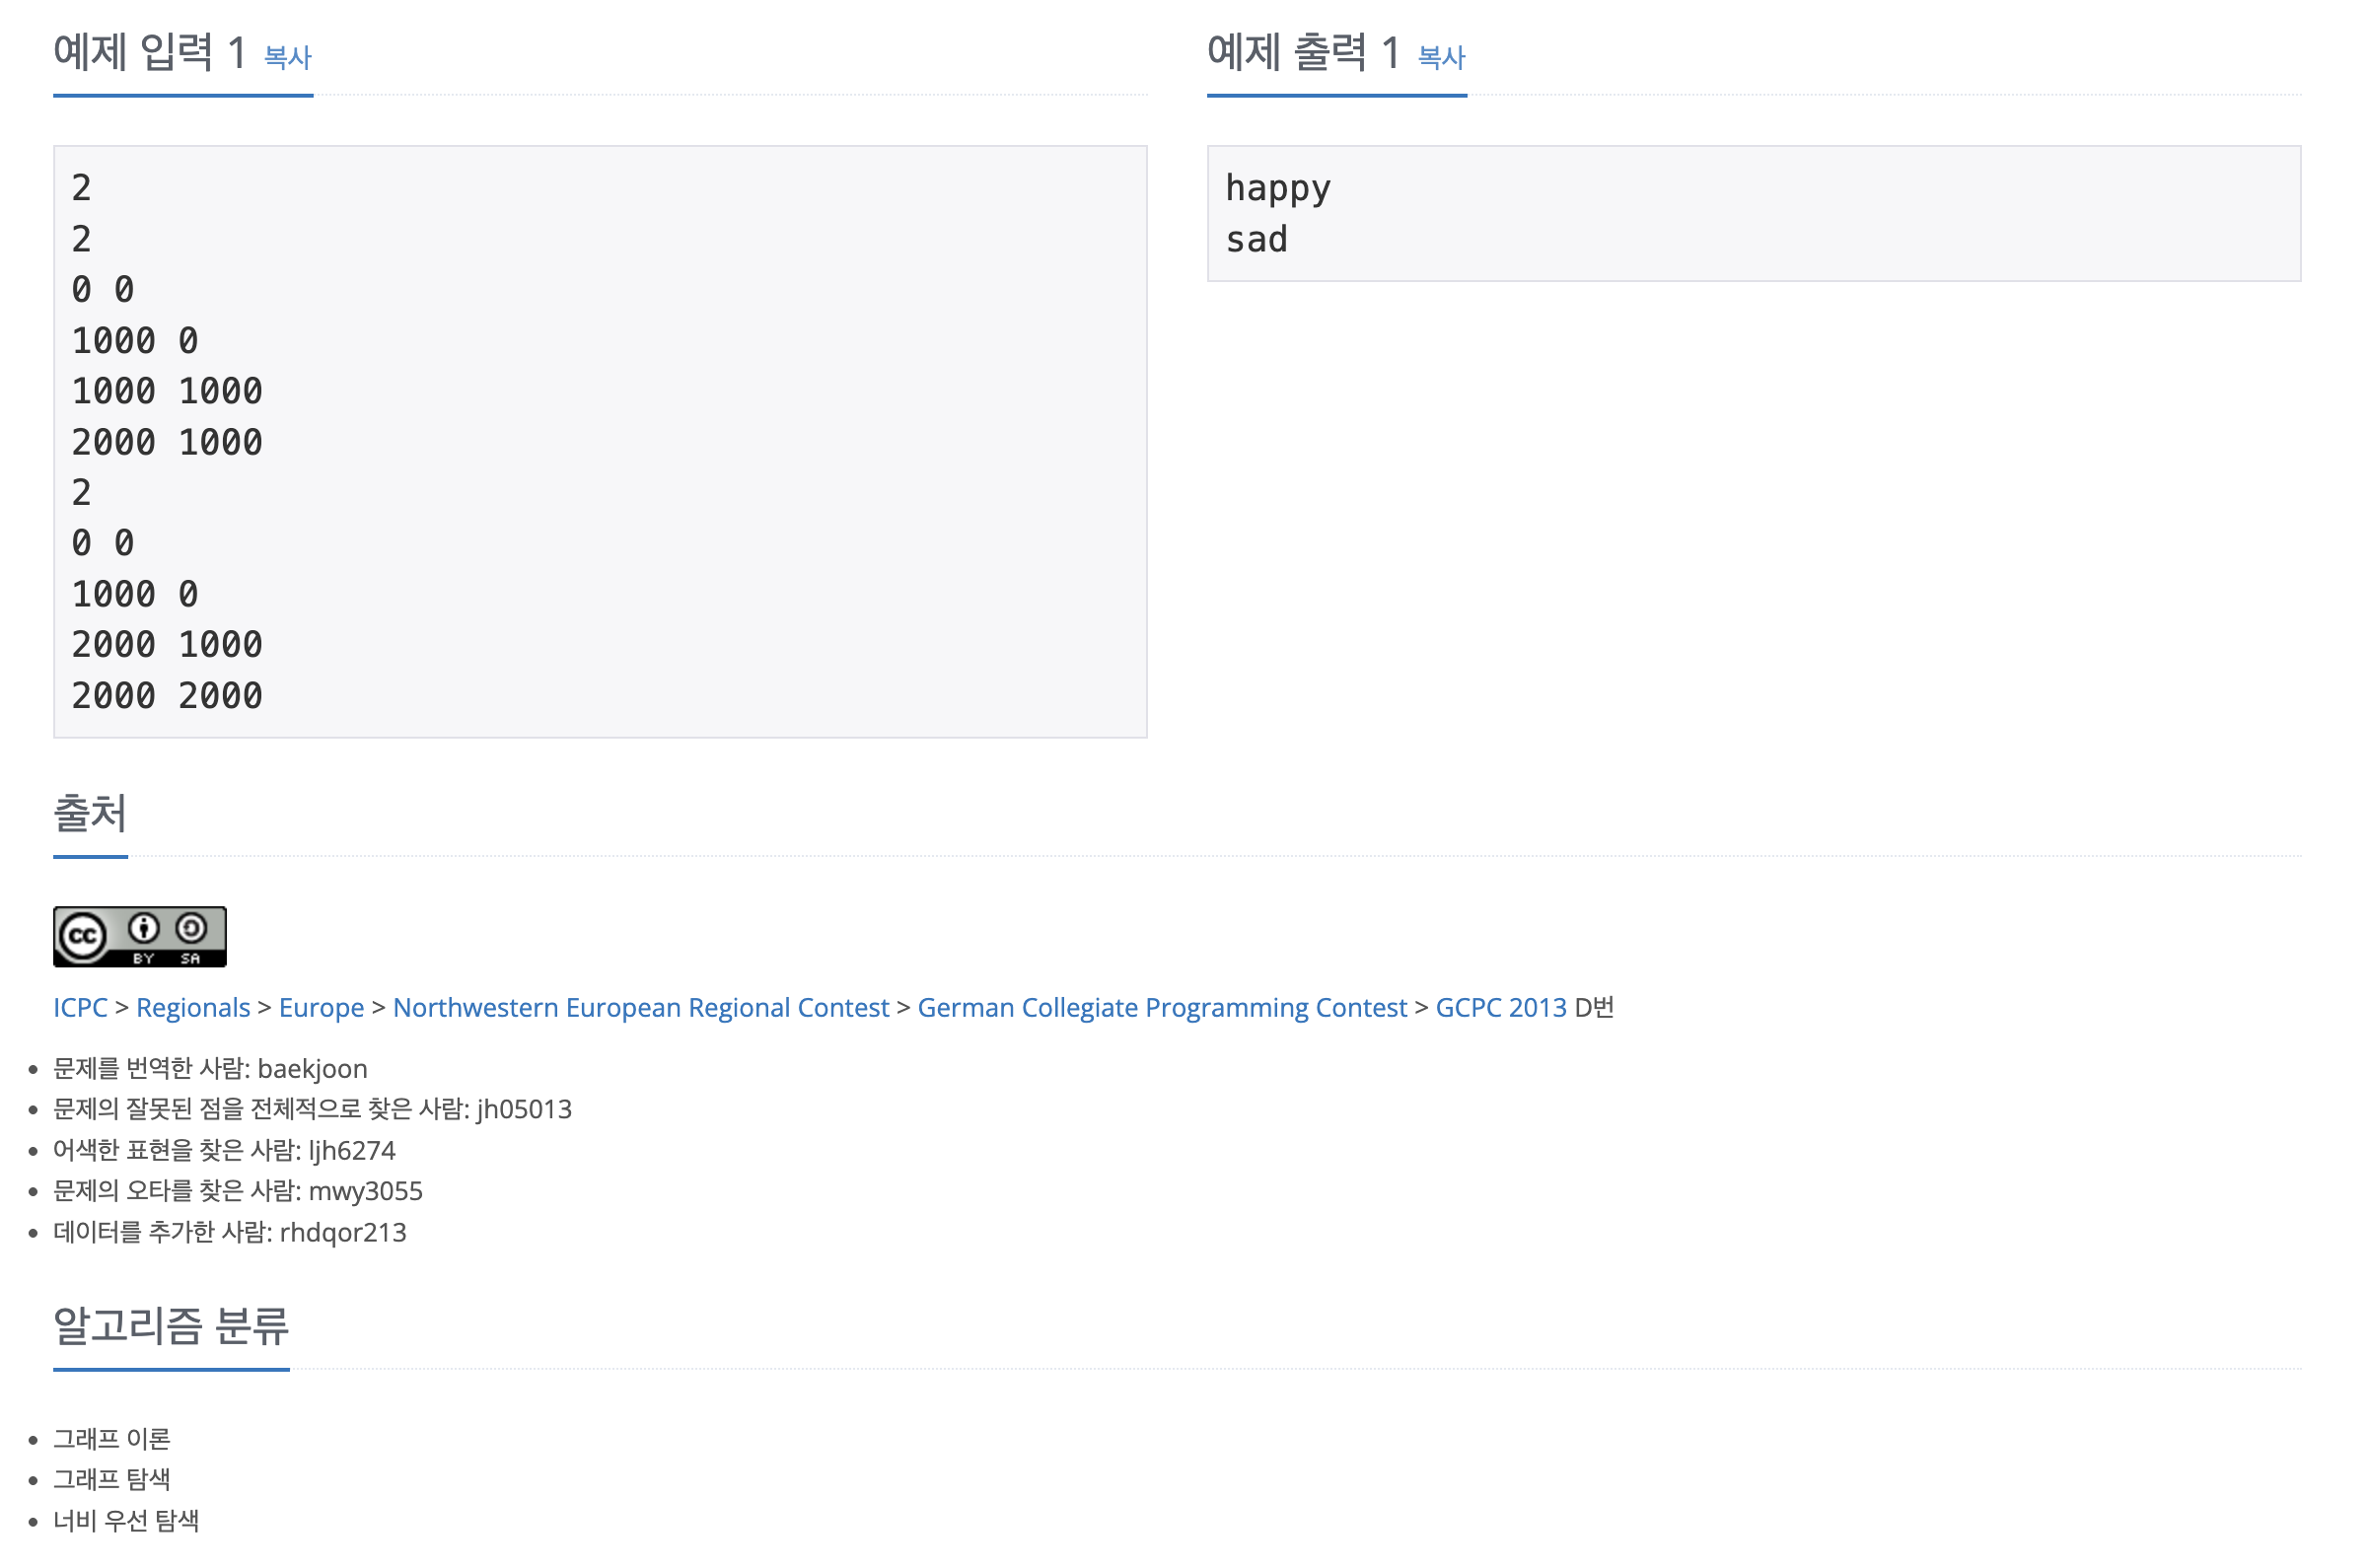 예제 입력 1 복사
2
2
0 0
1000 0
1000 1000
2000 1000
2
0 0
1000 0
2000 1000
2000 2000
예제 출력 1 복사
happy
sad
출처
cc BY SA
ICPC > Regionals > Europe > Northwestern European Regional Contest > German Collegiate Programming Contest > GCPC 2013 D번
• 문제를 번역한 사람: baekjoon
• 문제의 잘못된 점을 전체적으로 찾은 사람: jh05013
• 어색한 표현을 찾은 사람: ljh6274
• 문제의 오타를 찾은 사람: mwy3055
• 데이터를 추가한 사람: rhdqor213
알고리즘 분류
• 그래프 이론
• 그래프 탐색
• 너비 우선 탐색